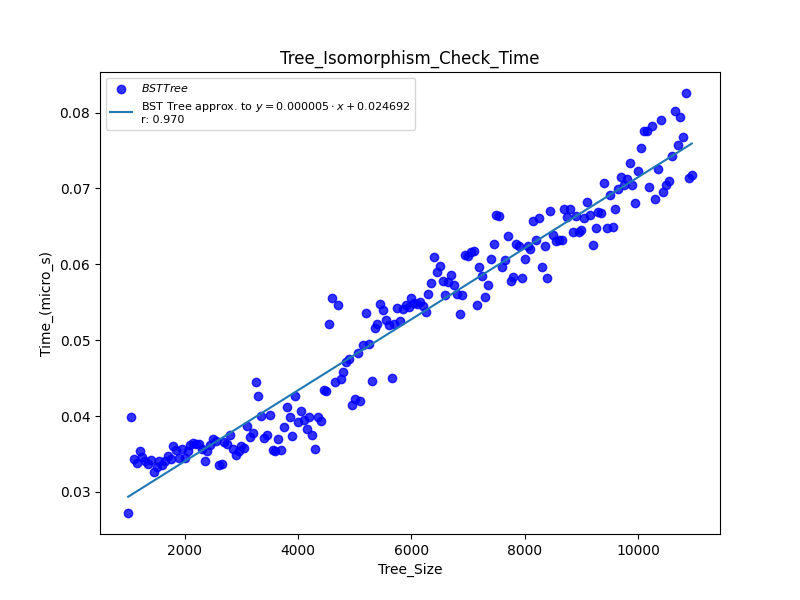 Tree_Isomorphism_Check_Time
BSTTree
BST Tree approx. to y = 0.000005 · x + 0.024692
r: 0.970
0.08
0.07
0.06
0.05
0.04
0.03
Time_(micro_s)
2000 4000 6000 8000 10000
Tree_Size